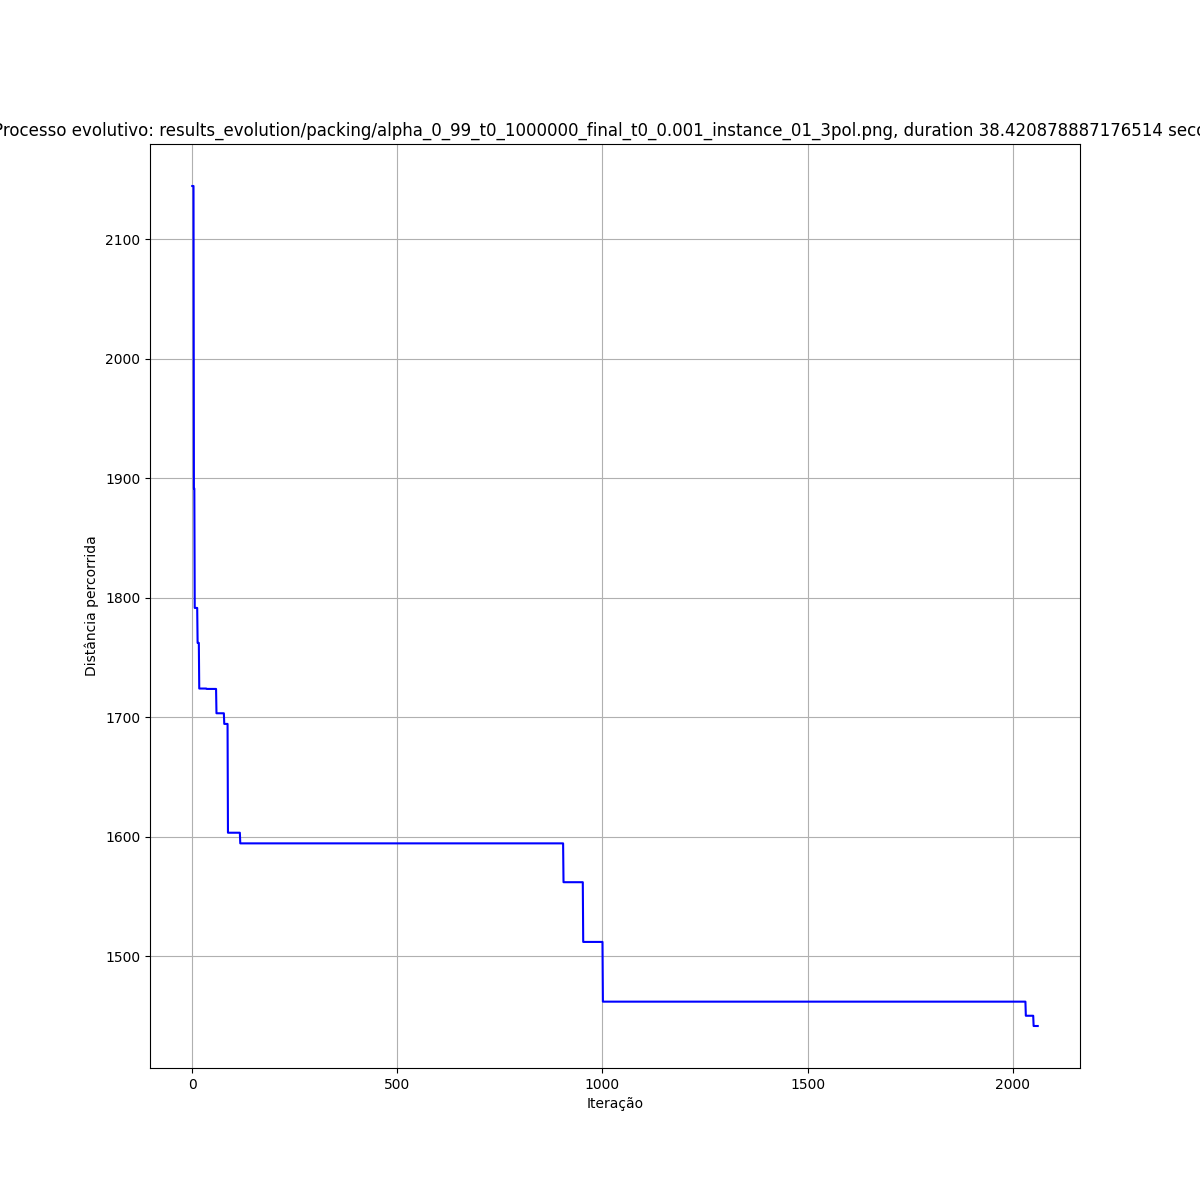 Processo evolutivo: results_evolution/packing/alpha_0_99_t0_1000000_final_t0_0.001_instance_01_3pol.png, duration 38.420878887176514 seco
2100
2000
1900
1800
1700
1600
1500
Distância percorrida
0 500 1000 1500 2000
Iteração